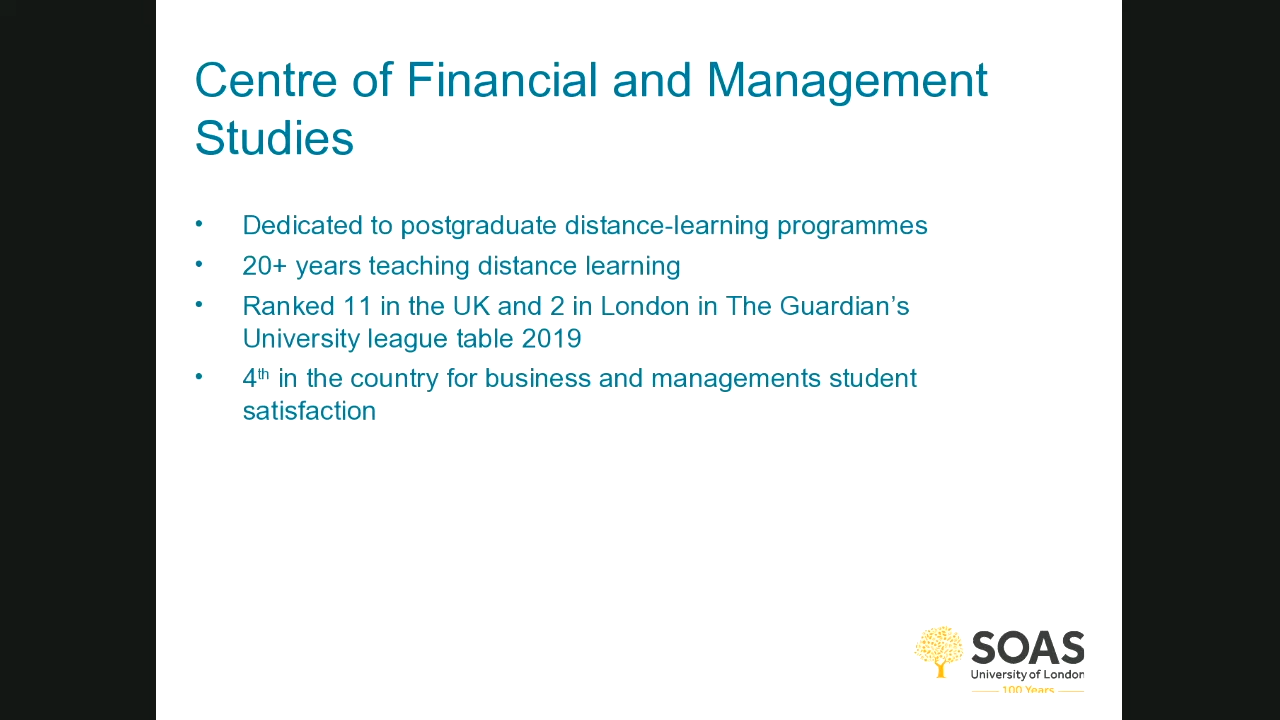 Centre of Financial and Management
Studies
• Dedicated to postgraduate distance-learning programmes
• 20+ years teaching distance learning
• Ranked 11 in the UK and 2 in London in The Guardian’s
University league table 2019
• 4th in the country for business and managements student
satisfaction
SOAS
University of London
100 Years